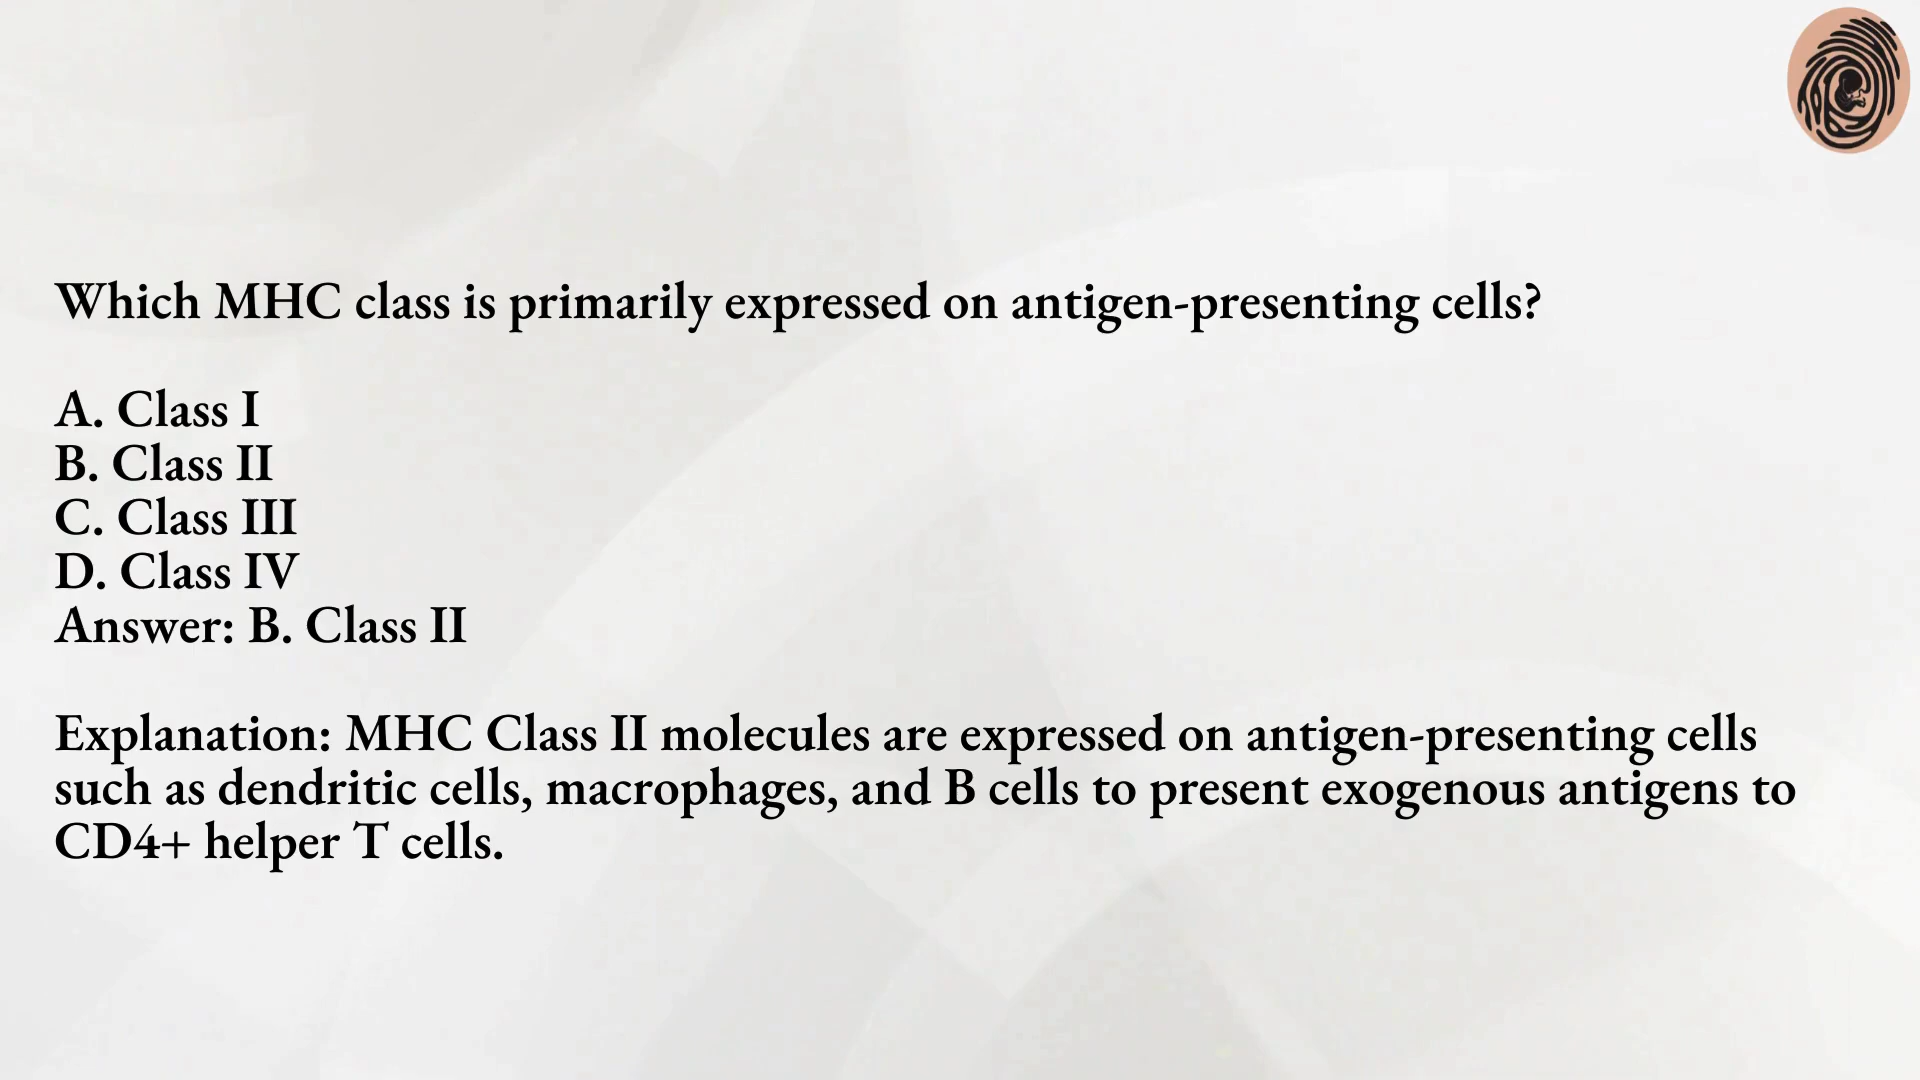 Which MHC class is primarily expressed on antigen-presenting cells?
A. Class I
B. Class II
C. Class III
D. Class IV
Answer: B. Class II
Explanation: MHC Class II molecules are expressed on antigen-presenting cells
such as dendritic cells, macrophages, and B cells to present exogenous antigens to
CD4+ helper T cells.